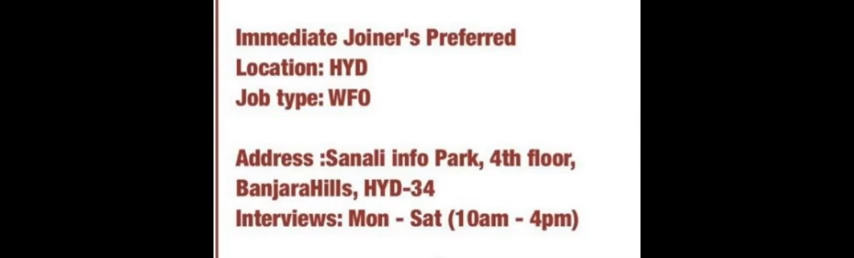 Immediate Joiner's Preferred
Location: HYD
Job type: WFO
Address :Sanali info Park, 4th floor,
BanjaraHills, HYD-34
Interviews: Mon - Sat (10am - 4pm)